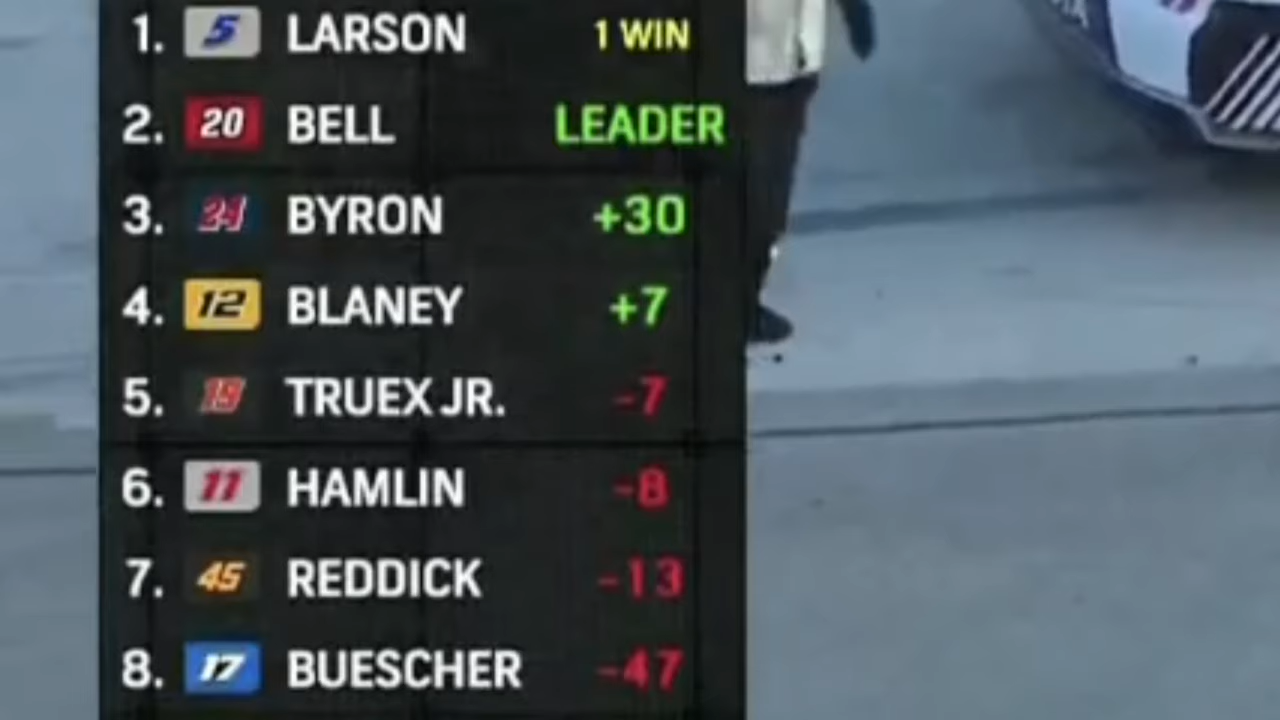 1. 5 LARSON 1 WIN
2. 20 BELL LEADER
3. 24 BYRON +30
4. 12 BLANEY +7
5. 19 TRUEX JR. -7
6. 11 HAMLIN -8
7. 45 REDDICK -13
8. 17 BUESCHER -47